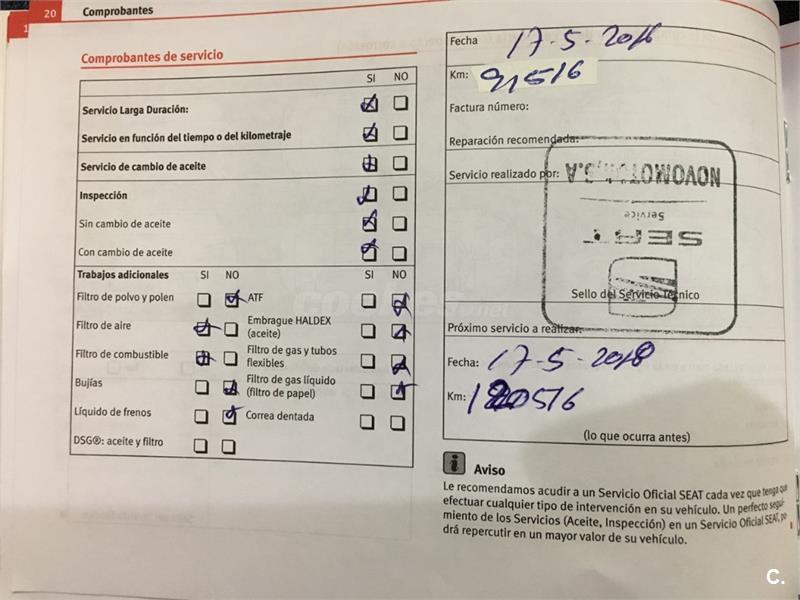 20 Comprobantes
1
Comprobantes de servicio
SI NO
Servicio Larga Duración:
Servicio en función del tiempo o del kilometraje
Servicio de cambio de aceite
Inspección
Sin cambio de aceite
Con cambio de aceite
Trabajos adicionales SI NO SI NO
Filtro de polvo y polen ATF
Filtro de aire Embrague HALDEX
(aceite)
Filtro de combustible Filtro de gas y tubos
flexibles
Bujías Filtro de gas líquido
(filtro de papel)
Líquido de frenos Correa dentada
DSG®: aceite y filtro
Fecha 17-5-2016
Km: 91516
Factura número:
Reparación recomendada:
Servicio realizado por:
NOVOMOTOR, S.A
Service
SEAT
Sello del Servicio Técnico
Próximo servicio a realizar:
Fecha: 17-5-2018
Km: 120516
(lo que ocurra antes)
i Aviso
Le recomendamos acudir a un Servicio Oficial SEAT cada vez que tenga que
efectuar cualquier tipo de intervención en su vehículo. Un perfecto segui-
miento de los Servicios (Aceite, Inspección) en un Servicio Oficial SEAT, po-
drá repercutir en un mayor valor de su vehículo.
C.